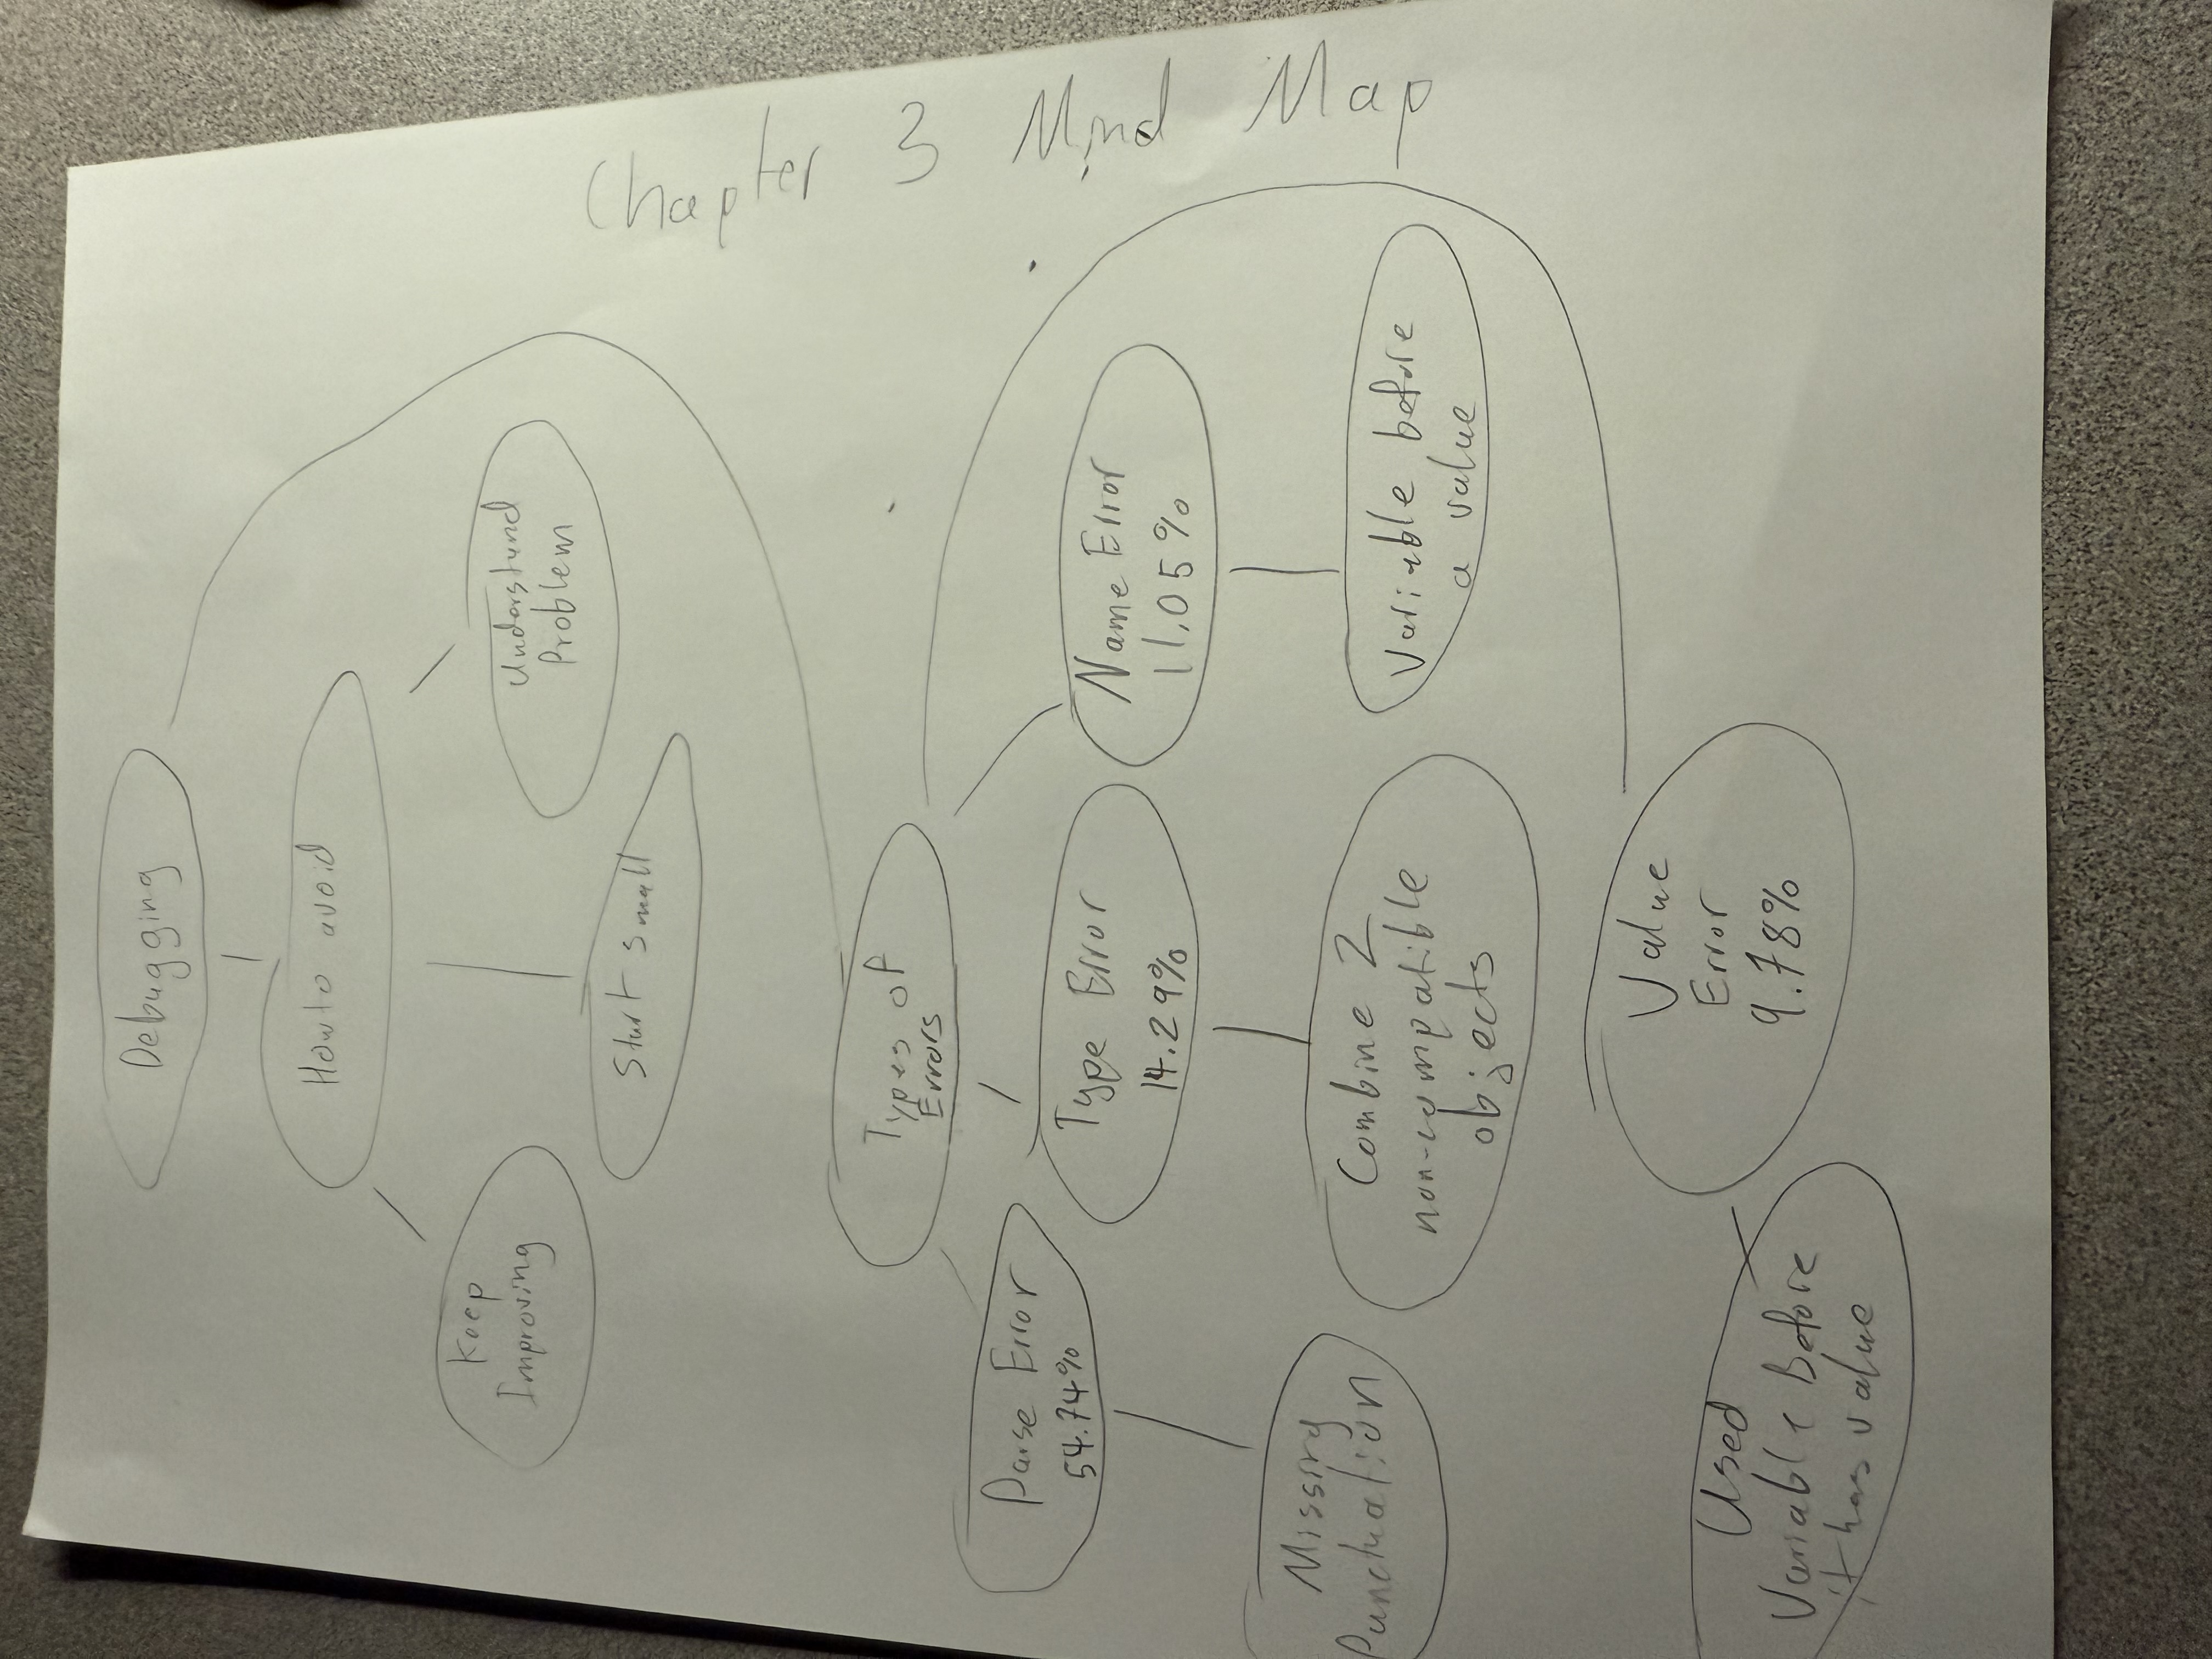 Debugging
How to avoid
Keep
Improving
Start small
Understand
Problem
Types of
Errors
Parse Error
54.74%
Type Error
14.29%
Name Error
11.05%
Missing
Punctuation
Combine 2
non-compatible
objects
Variable before
a value
Value
Error
9.78%
Used
Variable Before
it has value
Chapter 3 Mind Map